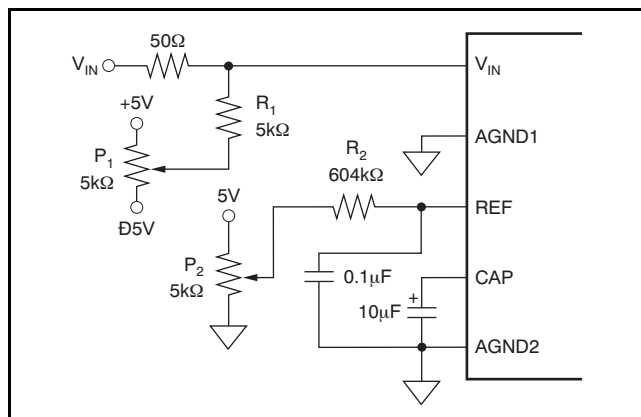 50Ω
V_IN
V_IN
+5V
R_1
5kΩ
P_1
5kΩ
AGND1
R_2
604kΩ
Ð5V
5V
REF
P_2
5kΩ
0.1μF
CAP
+
10μF
AGND2